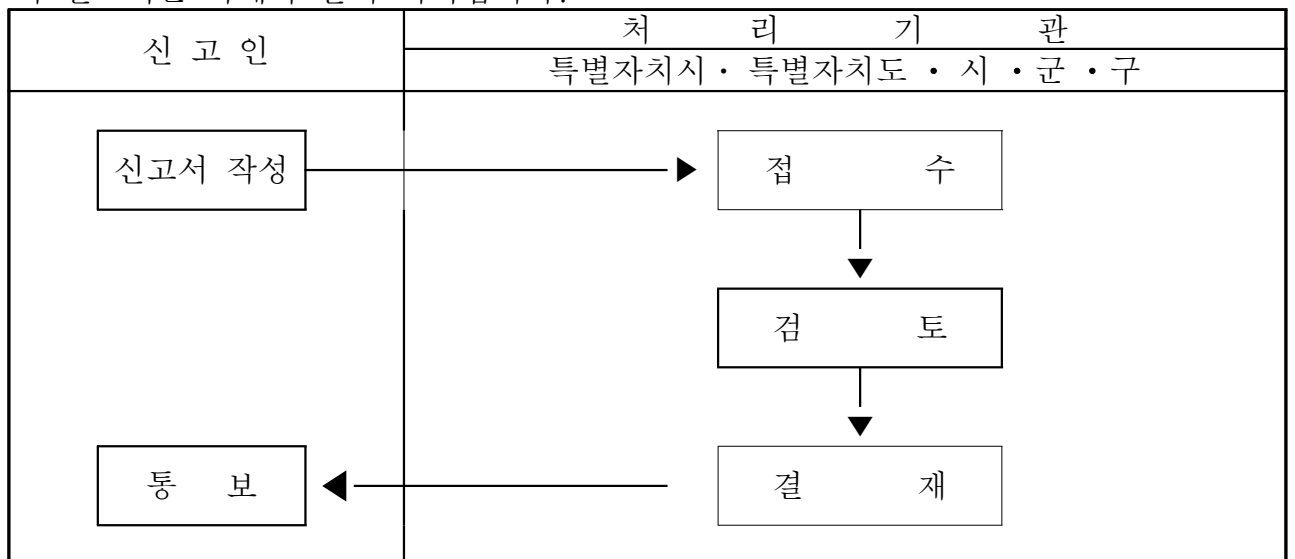 신 고 인
처 리 기 관
특별자치시 · 특별자치도 · 시 · 군 · 구
신고서 작성
접 수
검 토
통 보
결 재